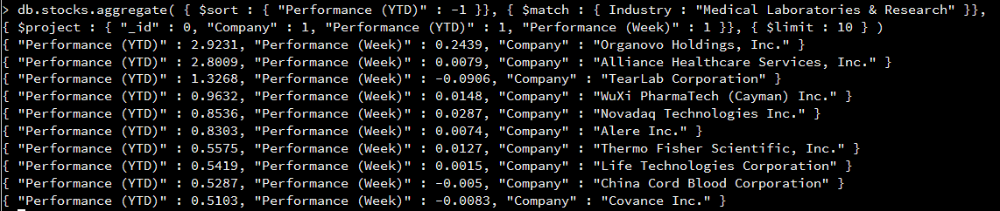 > db.stocks.aggregate( { $sort : { "Performance (YTD)" : -1 }}, { $match : { Industry : "Medical Laboratories & Research" }},
{ $project : { "_id" : 0, "Company" : 1, "Performance (YTD)" : 1, "Performance (Week)" : 1 }}, { $limit : 10 } )
{ "Performance (YTD)" : 2.9231, "Performance (Week)" : 0.2439, "Company" : "Organovo Holdings, Inc." }
{ "Performance (YTD)" : 2.8009, "Performance (Week)" : 0.0079, "Company" : "Alliance Healthcare Services, Inc." }
{ "Performance (YTD)" : 1.3268, "Performance (Week)" : -0.0906, "Company" : "TearLab Corporation" }
{ "Performance (YTD)" : 0.9632, "Performance (Week)" : 0.0148, "Company" : "WuXi PharmaTech (Cayman) Inc." }
{ "Performance (YTD)" : 0.8536, "Performance (Week)" : 0.0287, "Company" : "Novadaq Technologies Inc." }
{ "Performance (YTD)" : 0.8303, "Performance (Week)" : 0.0074, "Company" : "Alere Inc." }
{ "Performance (YTD)" : 0.5575, "Performance (Week)" : 0.0127, "Company" : "Thermo Fisher Scientific, Inc." }
{ "Performance (YTD)" : 0.5419, "Performance (Week)" : 0.0015, "Company" : "Life Technologies Corporation" }
{ "Performance (YTD)" : 0.5287, "Performance (Week)" : -0.005, "Company" : "China Cord Blood Corporation" }
{ "Performance (YTD)" : 0.5103, "Performance (Week)" : -0.0083, "Company" : "Covance Inc." }